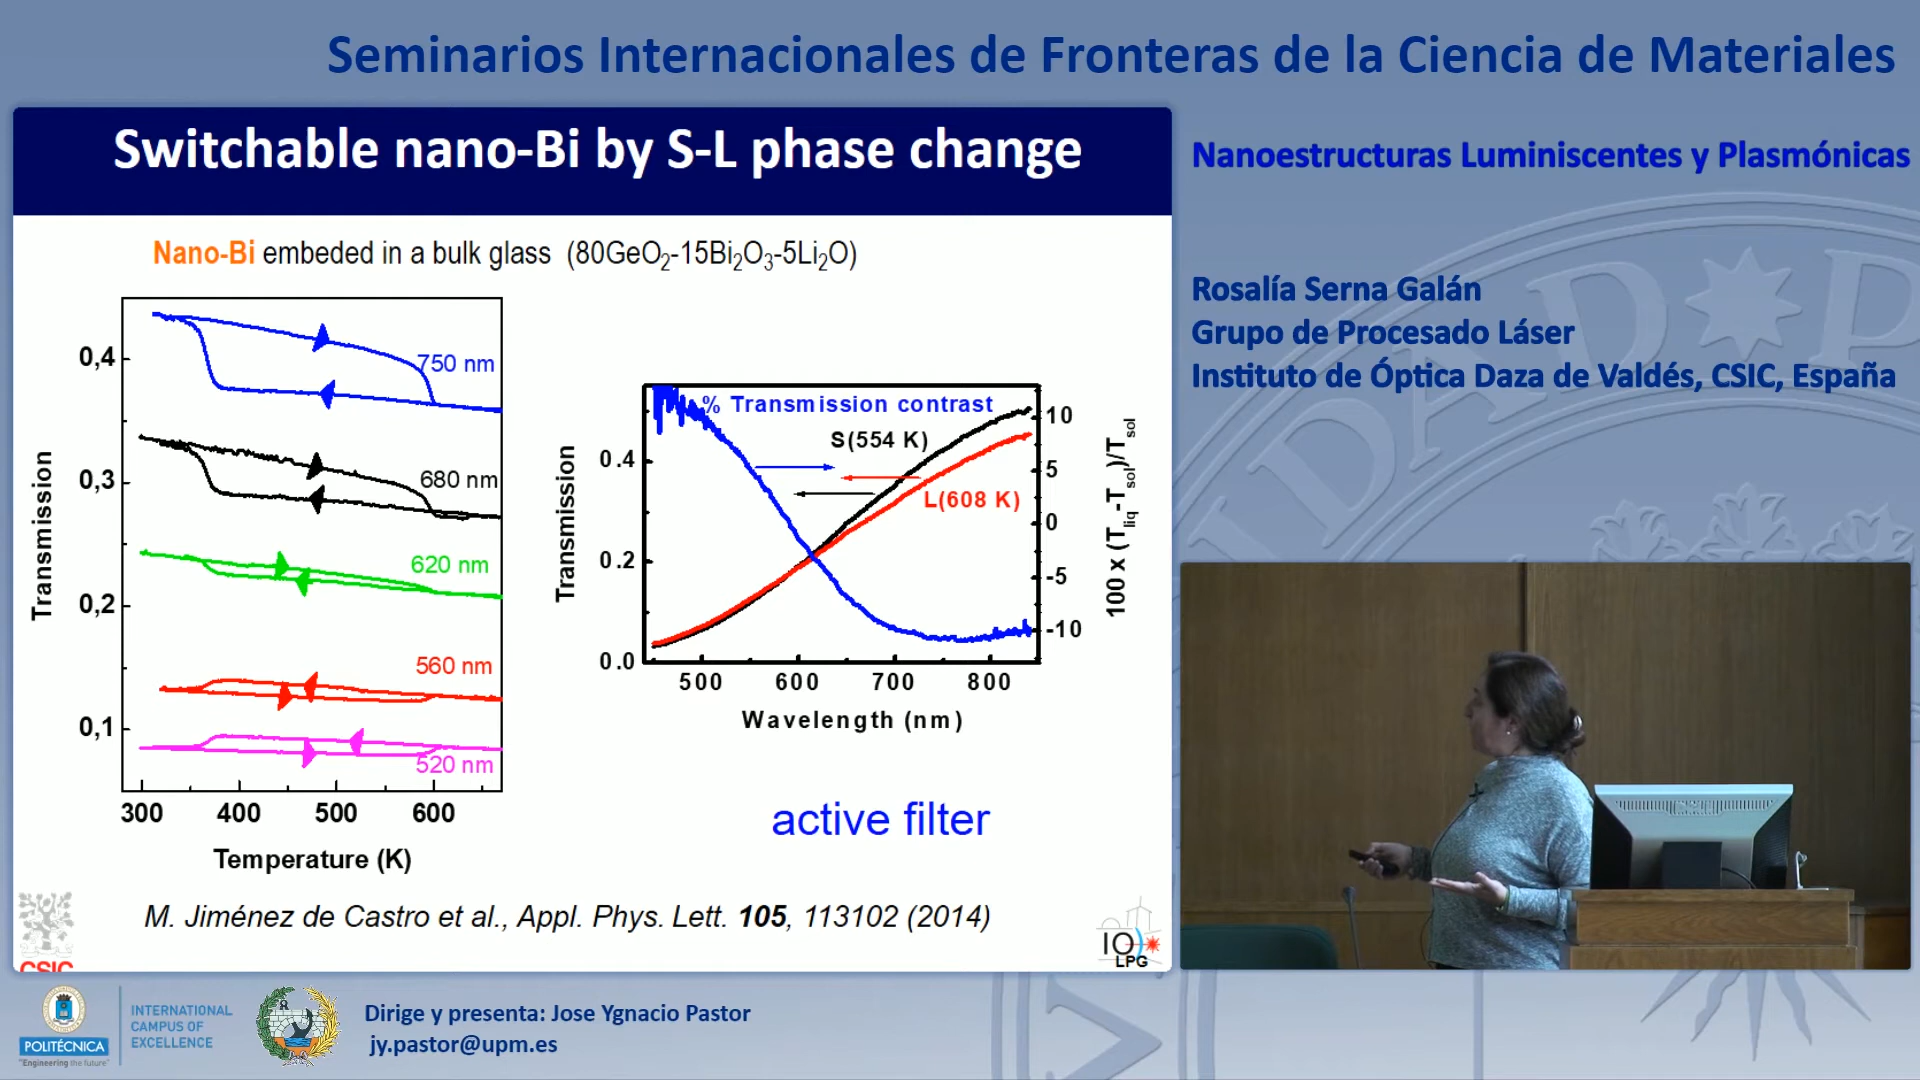 Seminarios Internacionales de Fronteras de la Ciencia de Materiales
Switchable nano-Bi by S-L phase change
Nano-Bi embeded in a bulk glass (80GeO2-15Bi2O3-5Li2O)
Transmission
0,4
0,3
0,2
0,1
750 nm
680 nm
620 nm
560 nm
520 nm
300 400 500 600
Temperature (K)
Transmission
0.4
0.2
0.0
% Transmission contrast
S(554 K)
L(608 K)
10
5
0
-5
-10
100 x (Tliq-Tsol)/Tsol
500 600 700 800
Wavelength (nm)
active filter
M. Jiménez de Castro et al., Appl. Phys. Lett. 105, 113102 (2014)
CSIC
IO
LPG
Nanoestructuras Luminiscentes y Plasmónicas
Rosalía Serna Galán
Grupo de Procesado Láser
Instituto de Óptica Daza de Valdés, CSIC, España
POLITÉCNICA
"Engineering the future"
INTERNATIONAL
CAMPUS OF
EXCELLENCE
Dirige y presenta: Jose Ygnacio Pastor
jy.pastor@upm.es